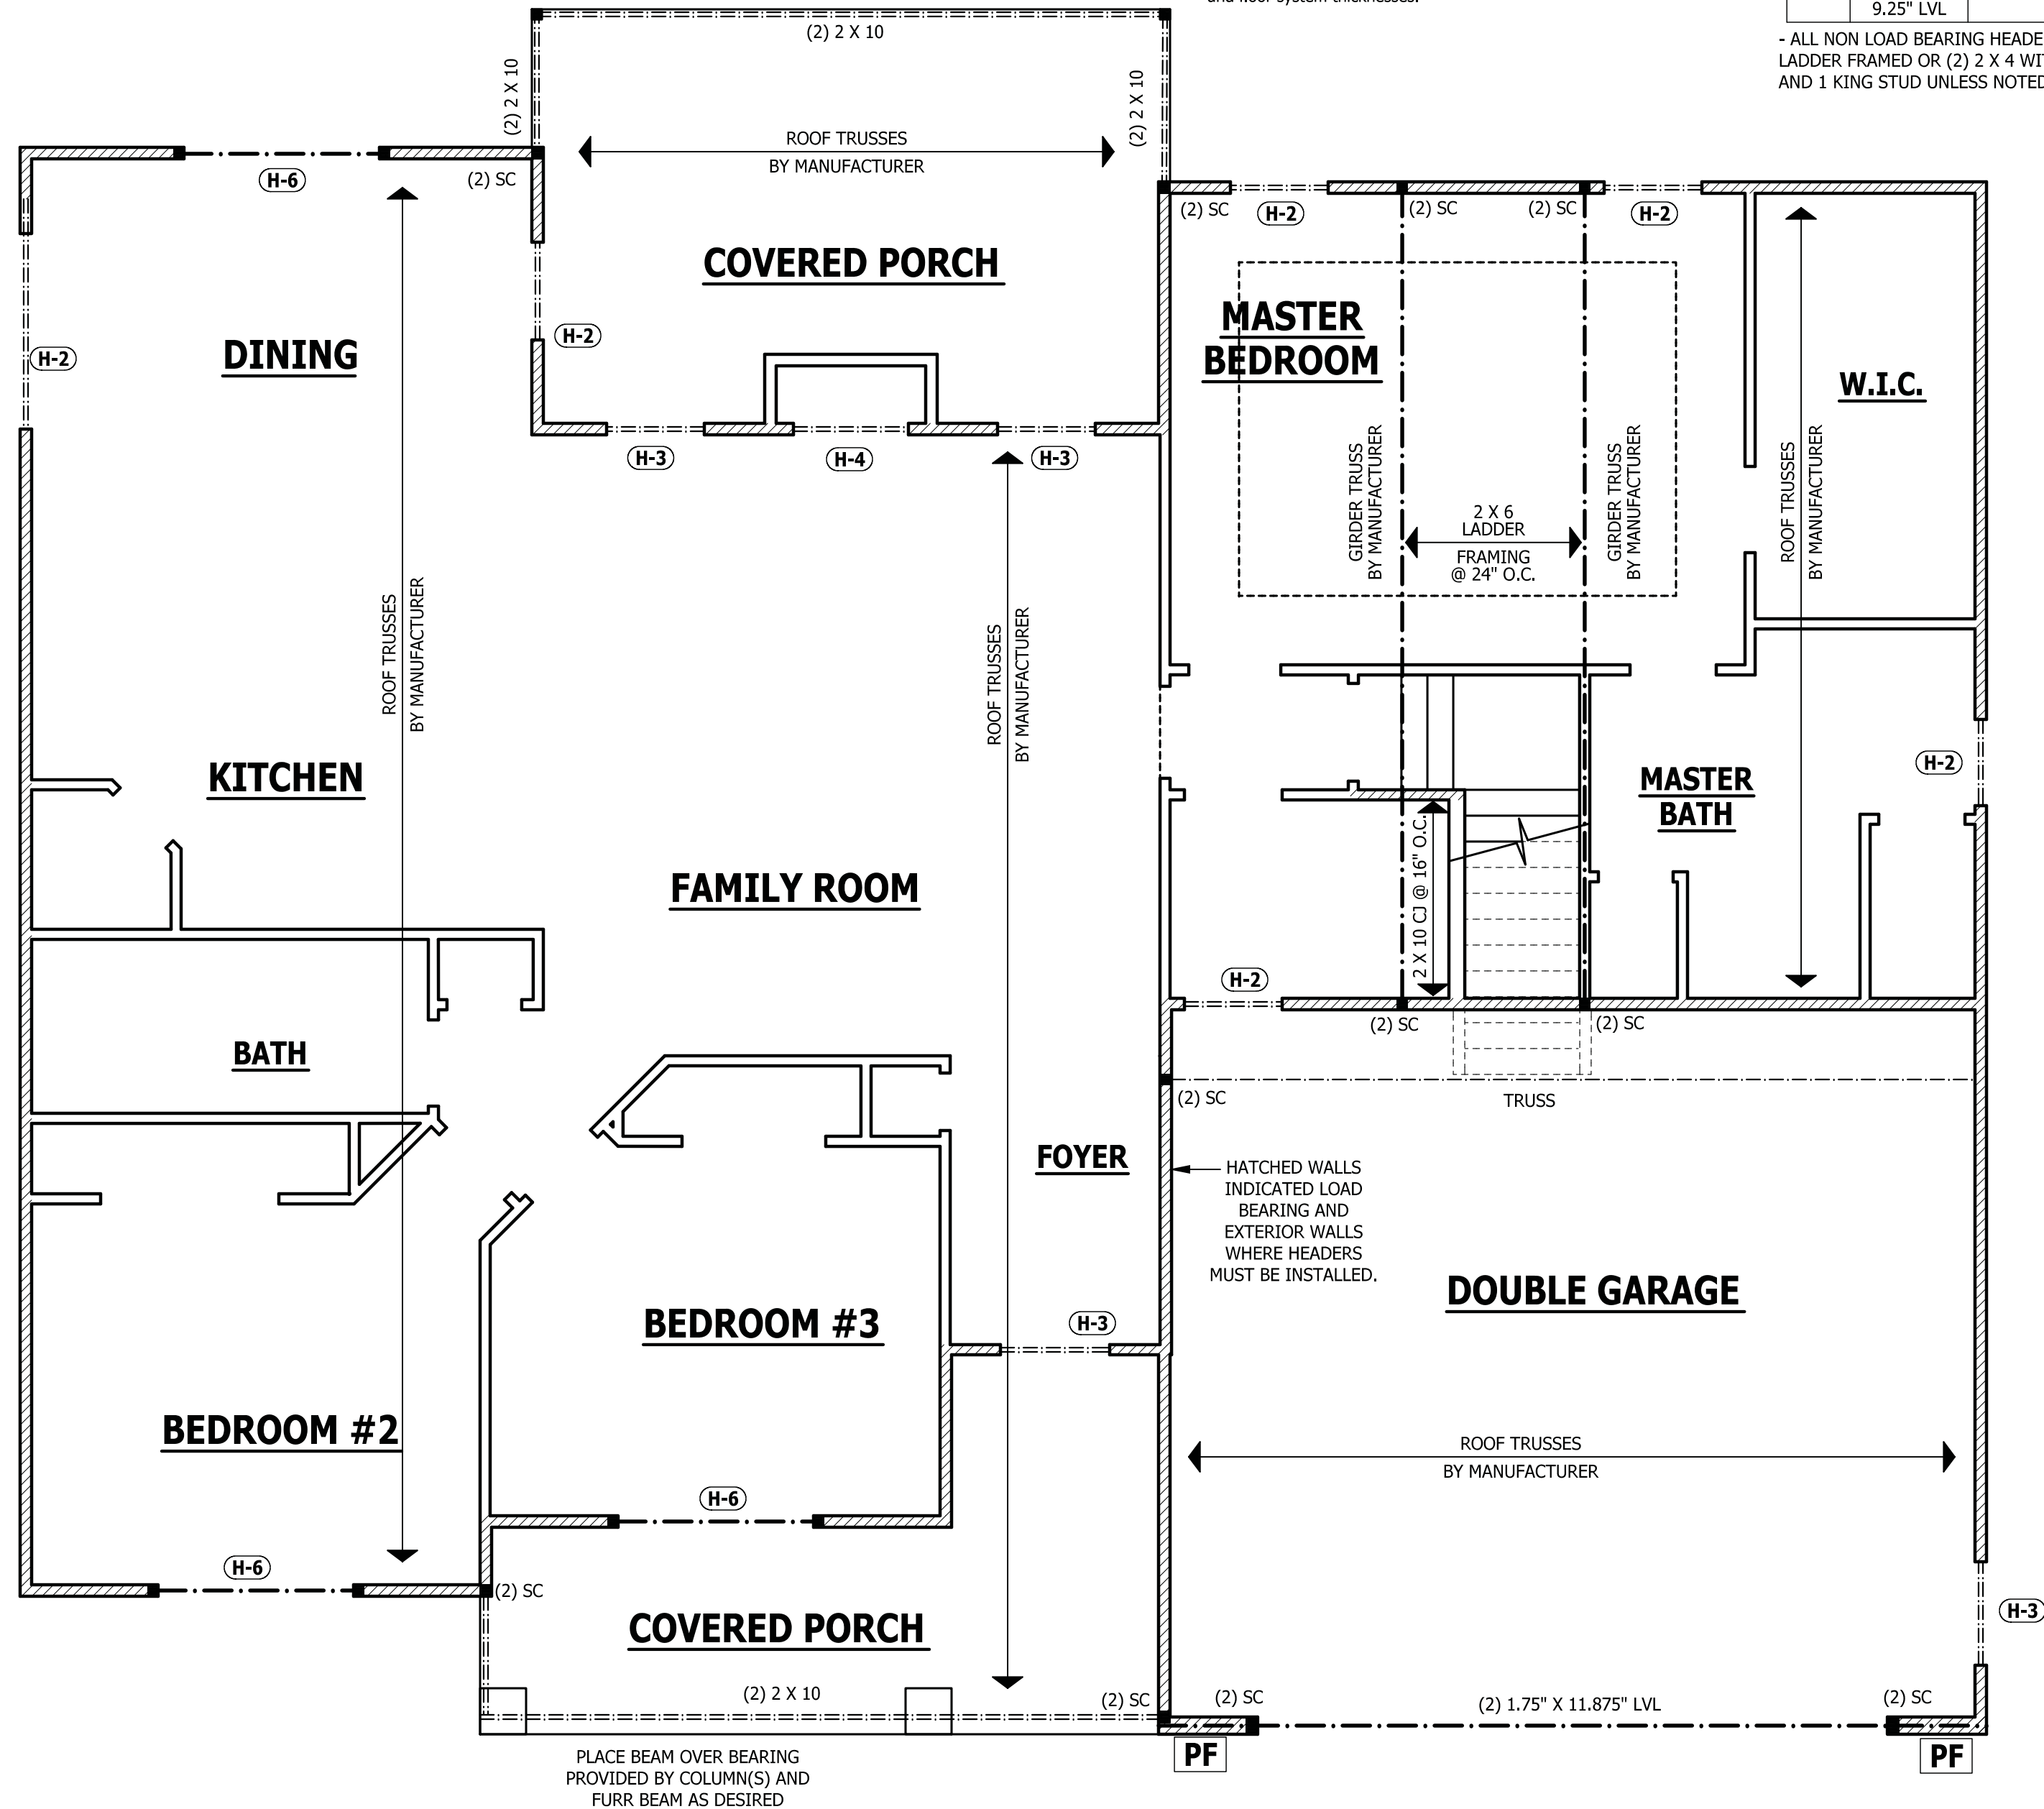 and floor system thicknesses.
9.25" LVL
- ALL NON LOAD BEARING HEADE
LADDER FRAMED OR (2) 2 X 4 WI
AND 1 KING STUD UNLESS NOTED
(2) 2 X 10
(2) 2 X 10
(2) 2 X 10
ROOF TRUSSES
BY MANUFACTURER
H-6
(2) SC
(2) SC
H-2
(2) SC
(2) SC
H-2
COVERED PORCH
MASTER
BEDROOM
DINING
H-2
H-2
W.I.C.
H-3
H-4
H-3
GIRDER TRUSS
BY MANUFACTURER
2 X 6
LADDER
FRAMING
@ 24" O.C.
GIRDER TRUSS
BY MANUFACTURER
ROOF TRUSSES
BY MANUFACTURER
ROOF TRUSSES
BY MANUFACTURER
ROOF TRUSSES
BY MANUFACTURER
KITCHEN
H-2
MASTER
BATH
FAMILY ROOM
2 X 10 CJ @ 16" O.C.
H-2
(2) SC
(2) SC
BATH
(2) SC
TRUSS
FOYER
HATCHED WALLS
INDICATED LOAD
BEARING AND
EXTERIOR WALLS
WHERE HEADERS
MUST BE INSTALLED.
DOUBLE GARAGE
BEDROOM #3
H-3
BEDROOM #2
ROOF TRUSSES
BY MANUFACTURER
H-6
H-6
(2) SC
COVERED PORCH
H-3
(2) 2 X 10
(2) SC
(2) SC
(2) 1.75" X 11.875" LVL
(2) SC
PF
PF
PLACE BEAM OVER BEARING
PROVIDED BY COLUMN(S) AND
FURR BEAM AS DESIRED